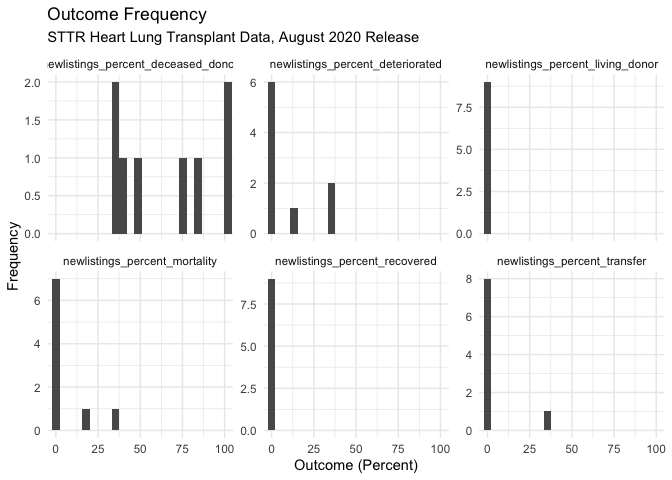 Outcome Frequency
STTR Heart Lung Transplant Data, August 2020 Release
ewlistings_percent_deceased_dono
newlistings_percent_deteriorated
newlistings_percent_living_donor
2.0
1.5
1.0
0.5
0.0
6
4
2
0
7.5
5.0
2.5
0.0
Frequency
newlistings_percent_mortality
newlistings_percent_recovered
newlistings_percent_transfer
6
4
2
0
7.5
5.0
2.5
0.0
8
6
4
2
0
0 25 50 75 100
0 25 50 75 100
0 25 50 75 100
Outcome (Percent)